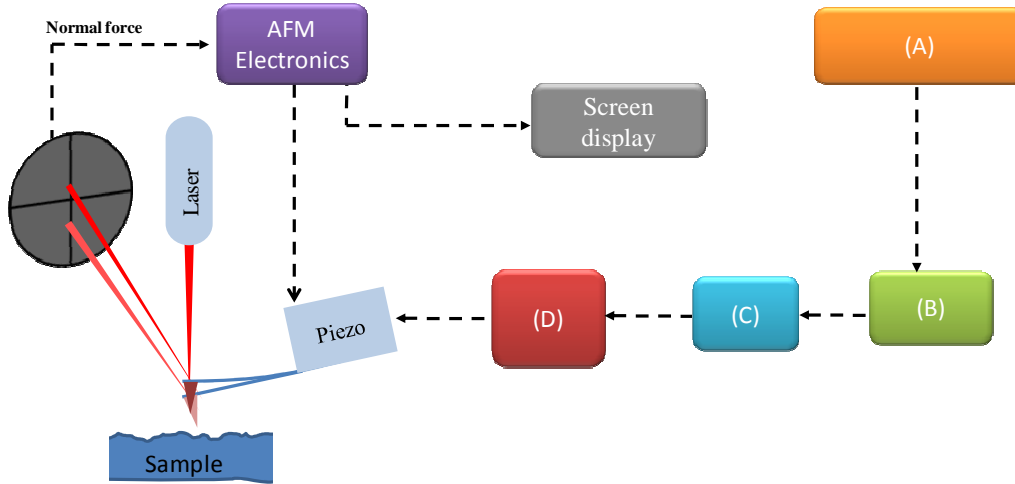 Normal force
AFM
Electronics
(A)
Screen
display
Laser
Piezo
(D)
(C)
(B)
Sample